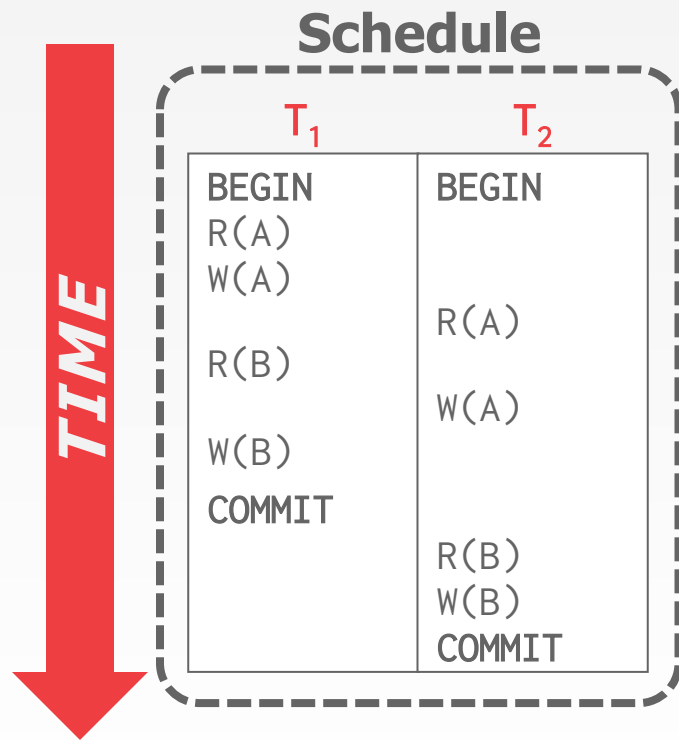 Schedule
TIME
T₁ T₂
BEGIN BEGIN
R(A)
W(A)
R(A)
R(B)
W(A)
W(B)
COMMIT
R(B)
W(B)
COMMIT